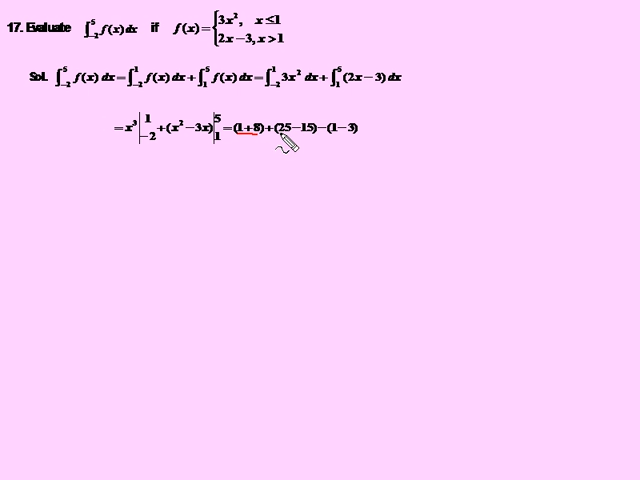 17. Evaluate ∫_{-2}^{5} f(x) dx if f(x) = { 3x², x ≤ 1
2x − 3, x > 1
Sol. ∫_{-2}^{5} f(x) dx = ∫_{-2}^{1} f(x) dx + ∫_{1}^{5} f(x) dx = ∫_{-2}^{1} 3x² dx + ∫_{1}^{5} (2x − 3) dx
= x³ |_{-2}^{1} + (x² − 3x) |_{1}^{5} = (1+8) + (25−15) − (1−3)